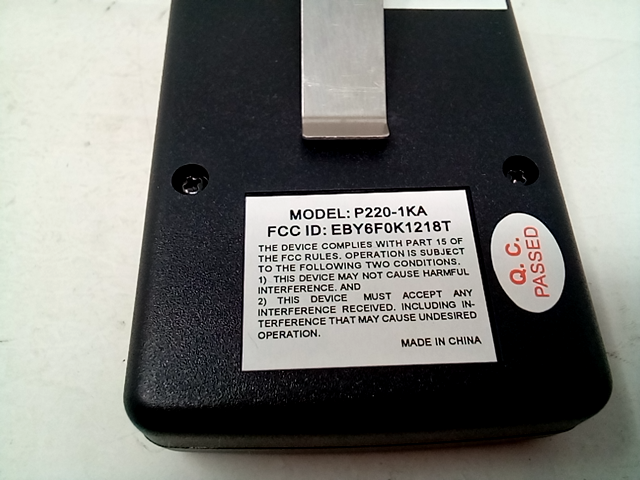 MODEL: P220-1KA
FCC ID: EBY6F0K1218T
THE DEVICE COMPLIES WITH PART 15 OF
THE FCC RULES. OPERATION IS SUBJECT
TO THE FOLLOWING TWO CONDITIONS.
1) THIS DEVICE MAY NOT CAUSE HARMFUL
INTERFERENCE. AND
2) THIS DEVICE MUST ACCEPT ANY
INTERFERENCE RECEIVED. INCLUDING IN-
TERFERENCE THAT MAY CAUSE UNDESIRED
OPERATION.
MADE IN CHINA
Q. C.
PASSED